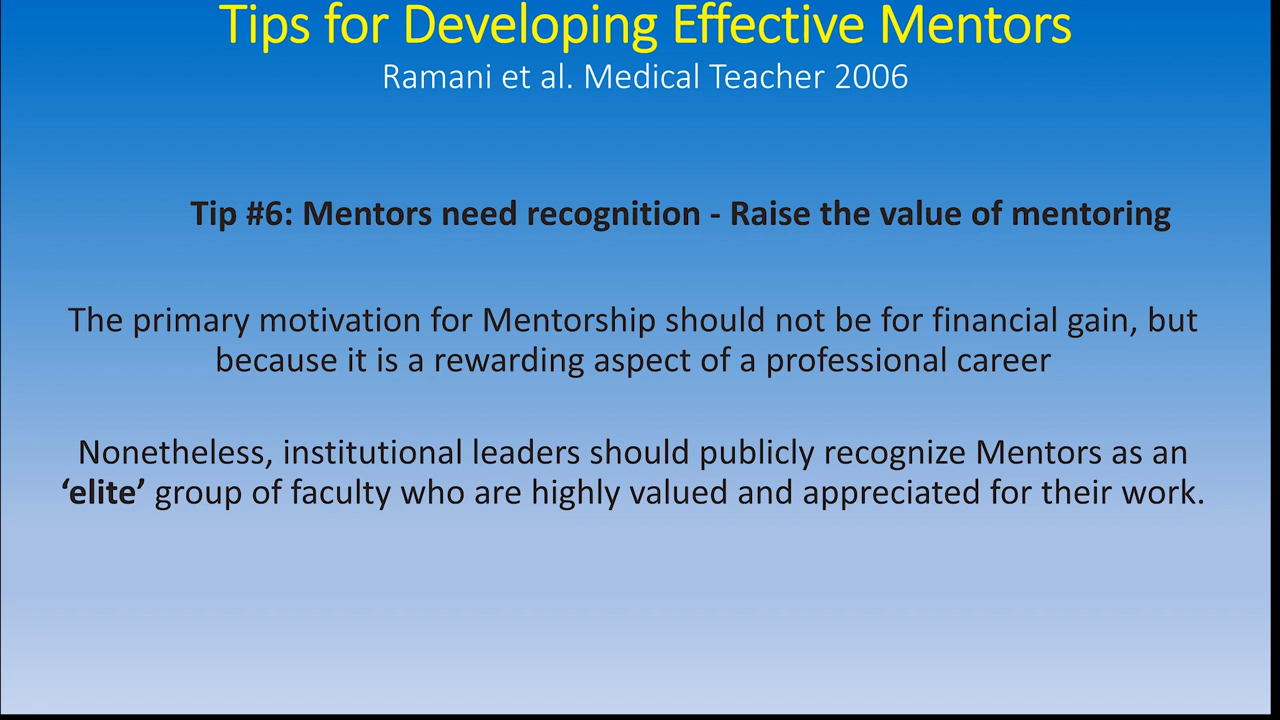 Tips for Developing Effective Mentors
Ramani et al. Medical Teacher 2006
Tip #6: Mentors need recognition - Raise the value of mentoring
The primary motivation for Mentorship should not be for financial gain, but
because it is a rewarding aspect of a professional career
Nonetheless, institutional leaders should publicly recognize Mentors as an
‘elite’ group of faculty who are highly valued and appreciated for their work.